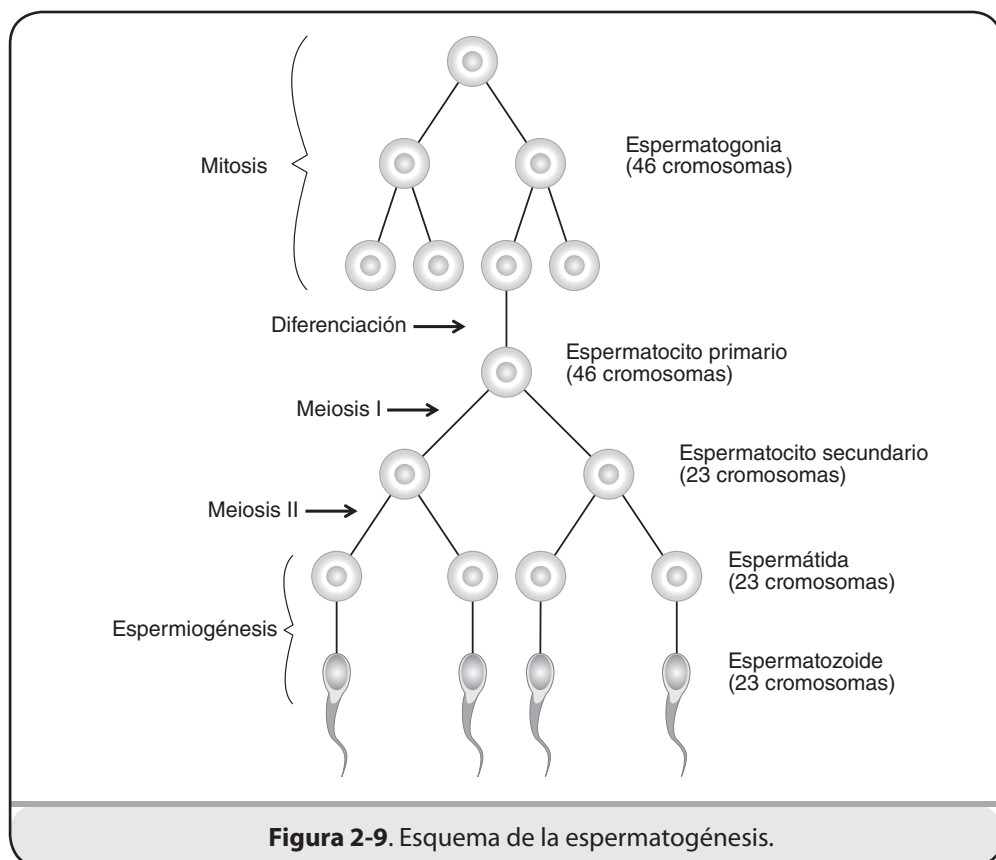 Mitosis
Espermatogonia
(46 cromosomas)
Diferenciación
Espermatocito primario
(46 cromosomas)
Meiosis I
Espermatocito secundario
(23 cromosomas)
Meiosis II
Espermátida
(23 cromosomas)
Espermiogénesis
Espermatozoide
(23 cromosomas)
Figura 2-9. Esquema de la espermatogénesis.